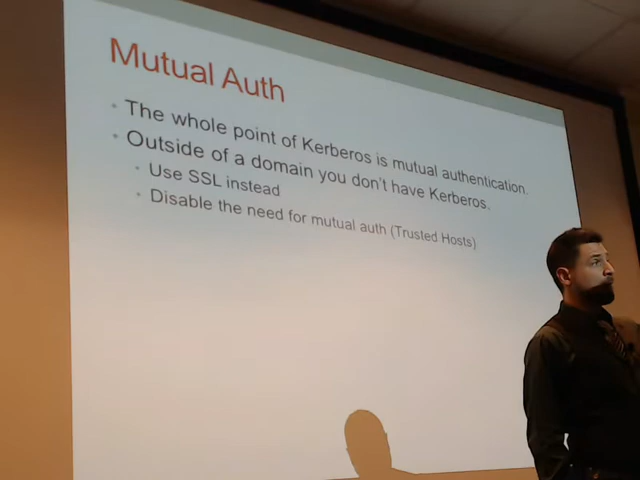 Mutual Auth
The whole point of Kerberos is mutual authentication.
Outside of a domain you don't have Kerberos.
Use SSL instead
Disable the need for mutual auth (Trusted Hosts)